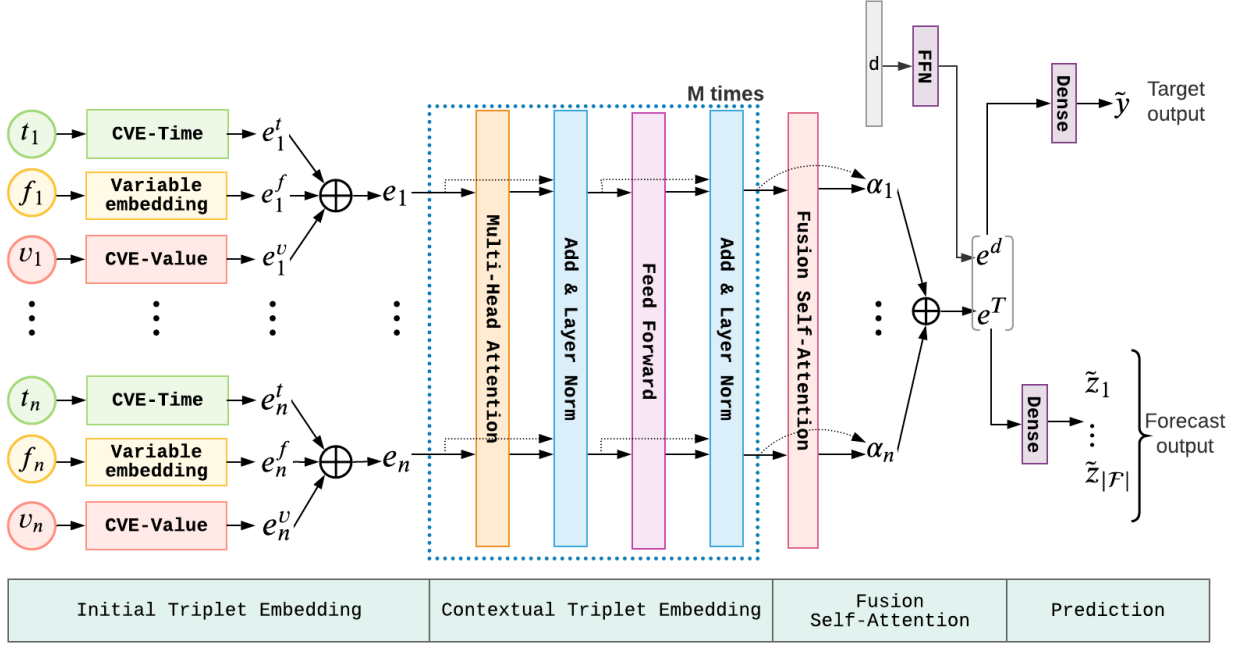 d
FFN
M times
Dense
ỹ
Target
output
t₁
CVE-Time
e₁ᵗ
f₁
Variable
embedding
e₁ᶠ
e₁
α₁
v₁
CVE-Value
e₁ᵛ
Multi-Head Attention
Add & Layer Norm
Feed Forward
Add & Layer Norm
Fusion Self-Attention
eᵈ
eᵀ
tₙ
CVE-Time
eₙᵗ
fₙ
Variable
embedding
eₙᶠ
eₙ
αₙ
vₙ
CVE-Value
eₙᵛ
Dense
z̃₁
z̃|𝓕|
Forecast
output
Initial Triplet Embedding
Contextual Triplet Embedding
Fusion
Self-Attention
Prediction